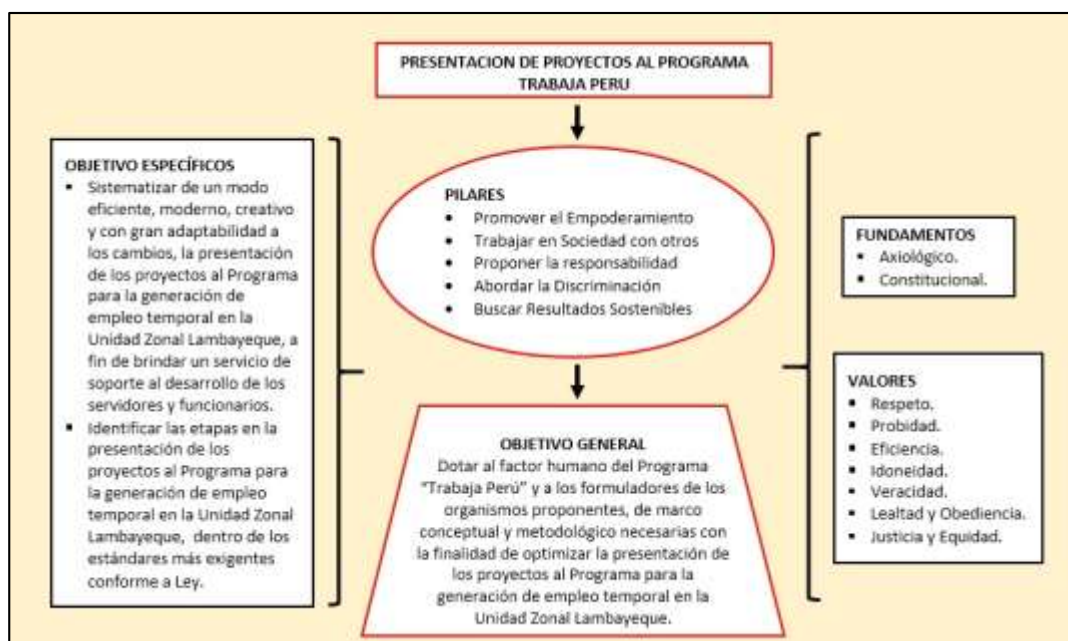 PRESENTACION DE PROYECTOS AL PROGRAMA
TRABAJA PERU
OBJETIVO ESPECÍFICOS
▪ Sistematizar de un modo
eficiente, moderno, creativo
y con gran adaptabilidad a
los cambios, la presentación
de los proyectos al Programa
para la generación de
empleo temporal en la
Unidad Zonal Lambayeque, a
fin de brindar un servicio de
soporte al desarrollo de los
servidores y funcionarios.
▪ Identificar las etapas en la
presentación de los
proyectos al Programa para
la generación de empleo
temporal en la Unidad Zonal
Lambayeque, dentro de los
estándares más exigentes
conforme a Ley.
PILARES
• Promover el Empoderamiento
• Trabajar en Sociedad con otros
• Proponer la responsabilidad
• Abordar la Discriminación
• Buscar Resultados Sostenibles
OBJETIVO GENERAL
Dotar al factor humano del Programa
"Trabaja Perú" y a los formuladores de los
organismos proponentes, de marco
conceptual y metodológico necesarias con
la finalidad de optimizar la presentación de
los proyectos al Programa para la
generación de empleo temporal en la
Unidad Zonal Lambayeque.
FUNDAMENTOS
▪ Axiológico.
▪ Constitucional.
VALORES
▪ Respeto.
▪ Probidad.
▪ Eficiencia.
▪ Idoneidad.
▪ Veracidad.
▪ Lealtad y Obediencia.
▪ Justicia y Equidad.